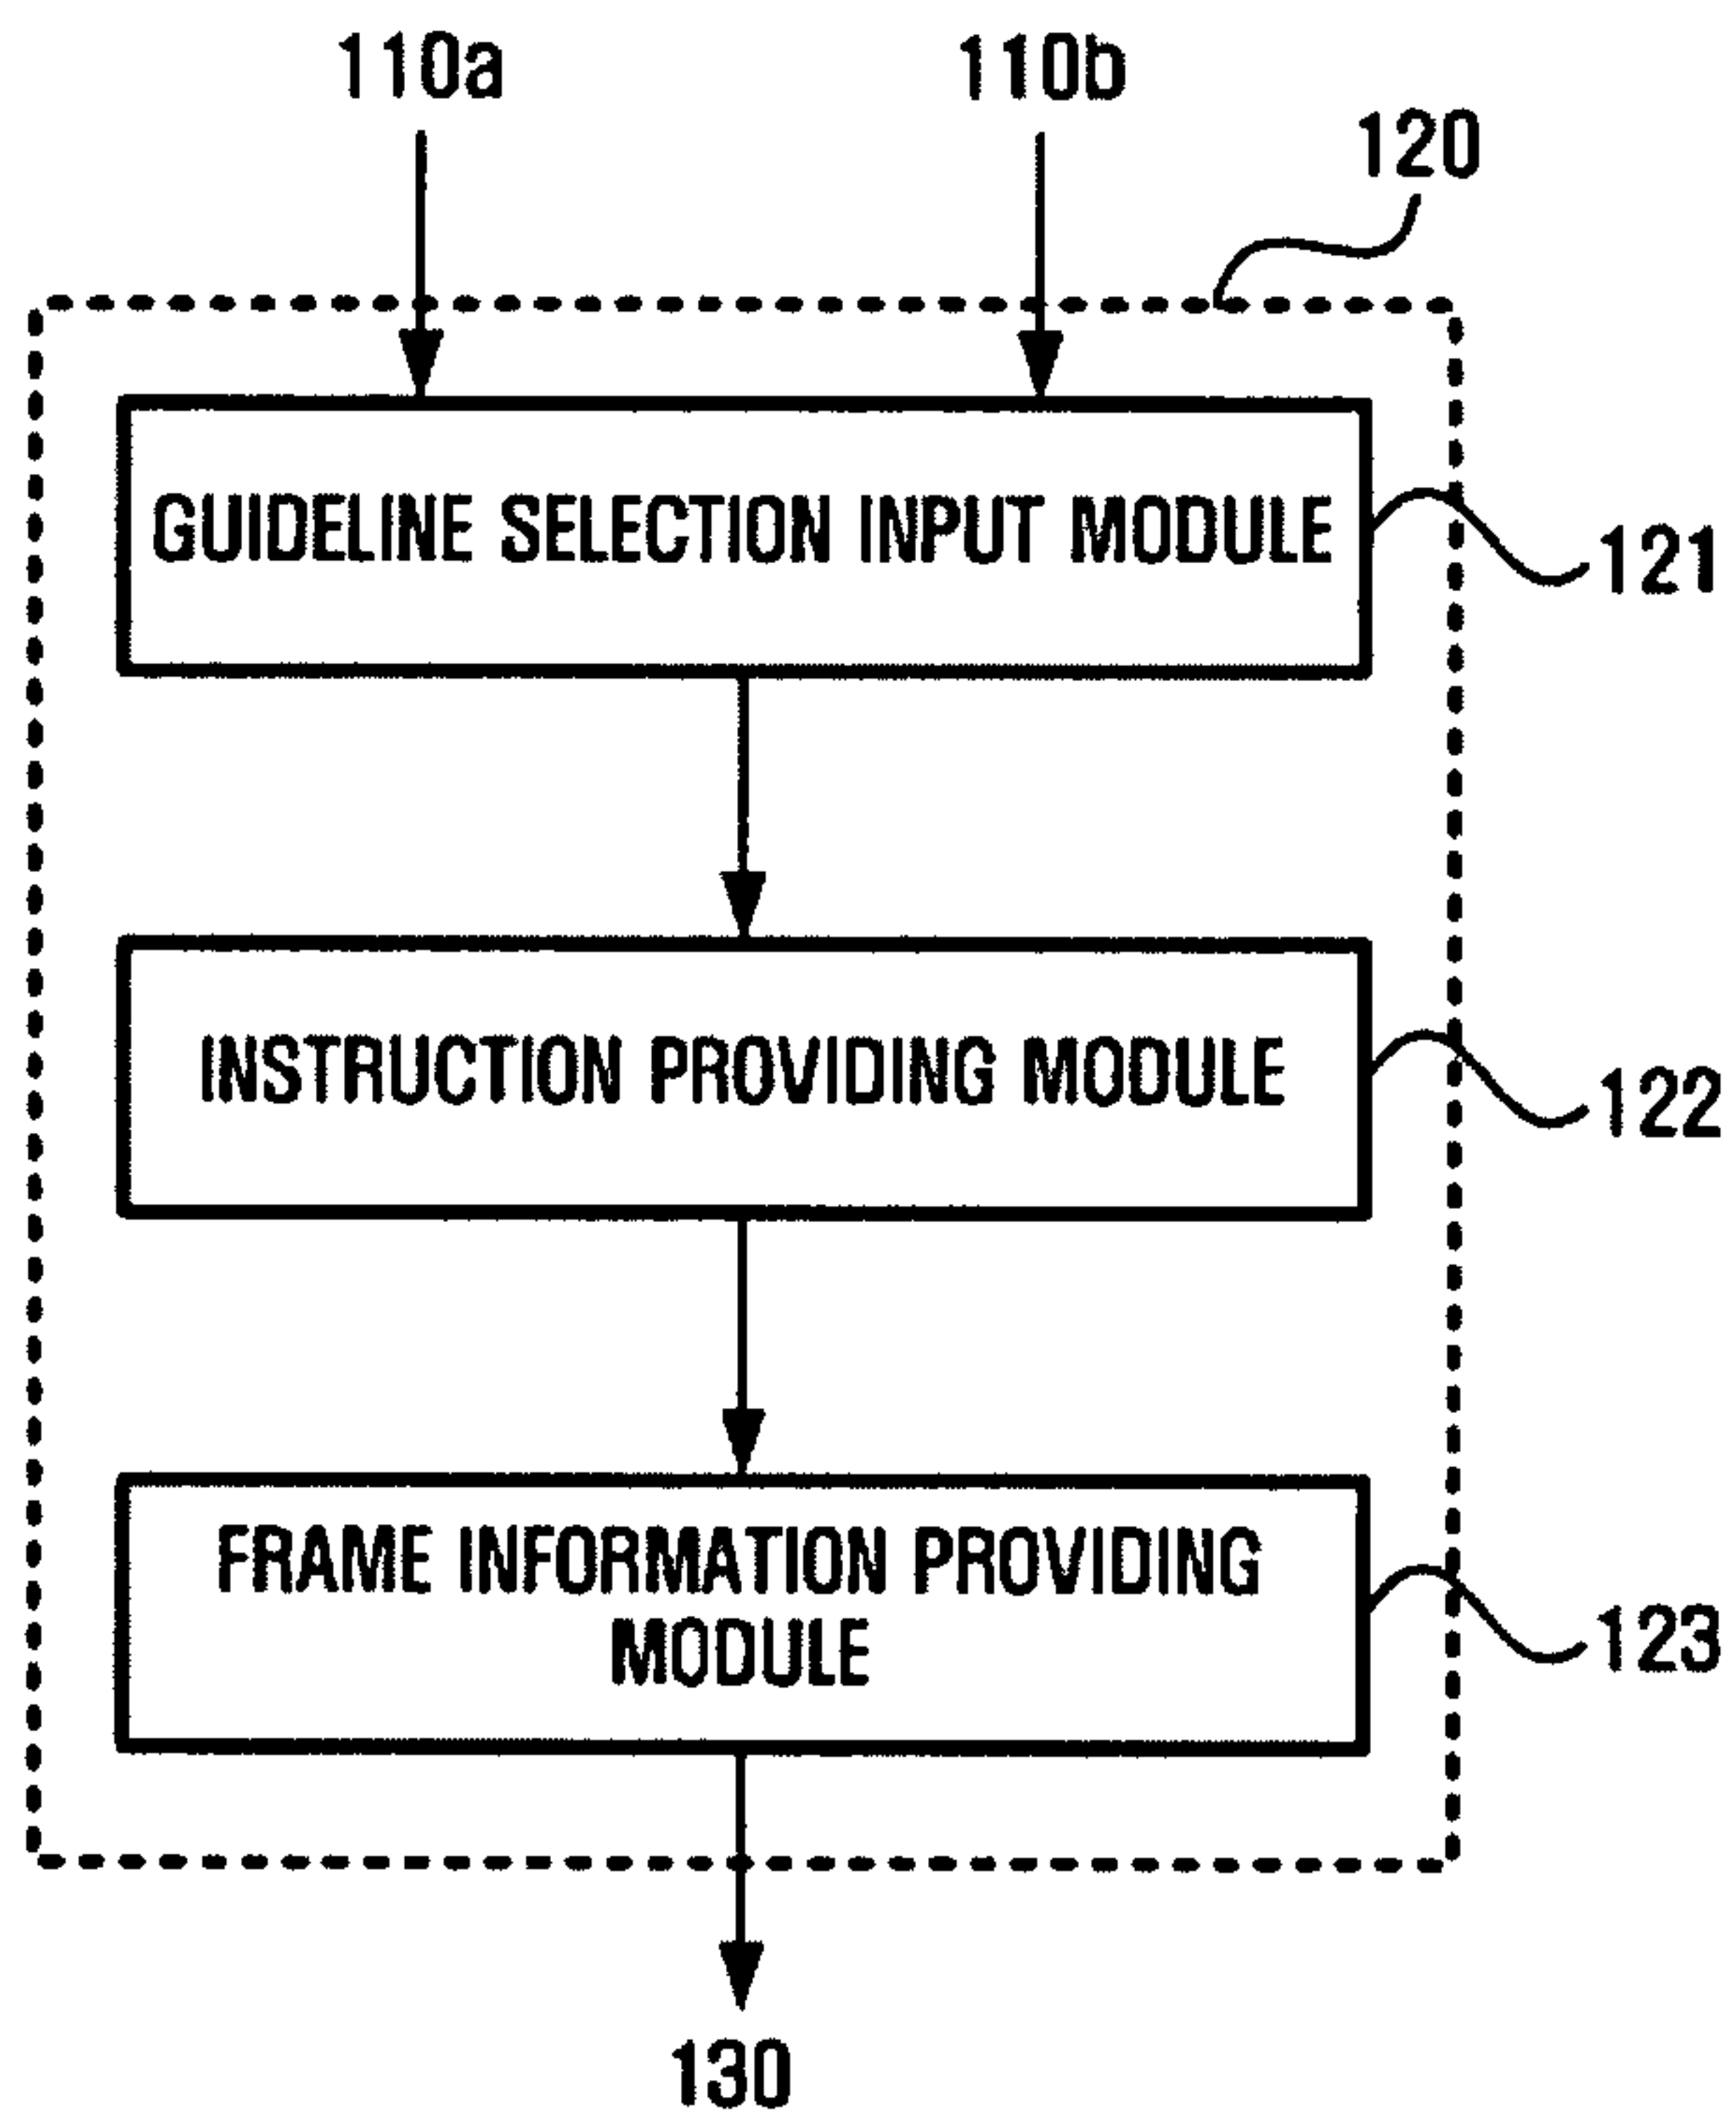 110a
110b
120
GUIDELINE SELECTION INPUT MODULE
121
INSTRUCTION PROVIDING MODULE
122
FRAME INFORMATION PROVIDING
MODULE
123
130